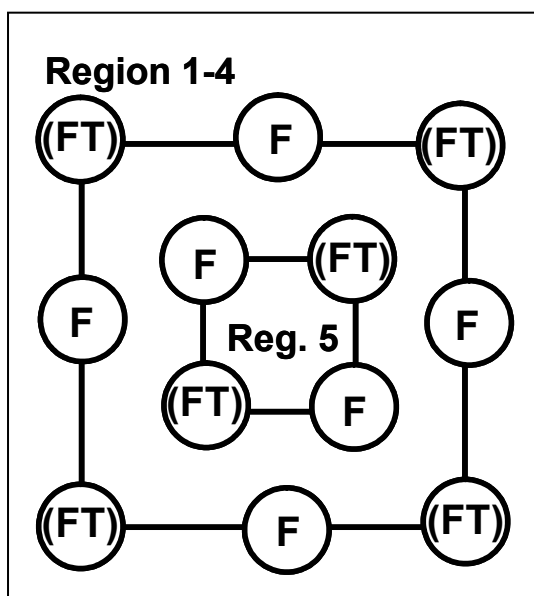 Region 1-4
(FT) F (FT)
F (FT)
F F
Reg. 5
(FT) F
(FT) F (FT)